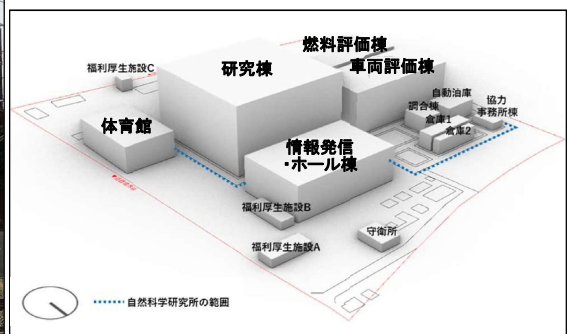 燃料評価棟
研究棟
車両評価棟
福利厚生施設C
自動油庫
調合棟
協力
事務所棟
倉庫1
倉庫2
体育館
情報発信
・ホール棟
福利厚生施設B
守衛所
福利厚生施設A
自然科学研究所の範囲